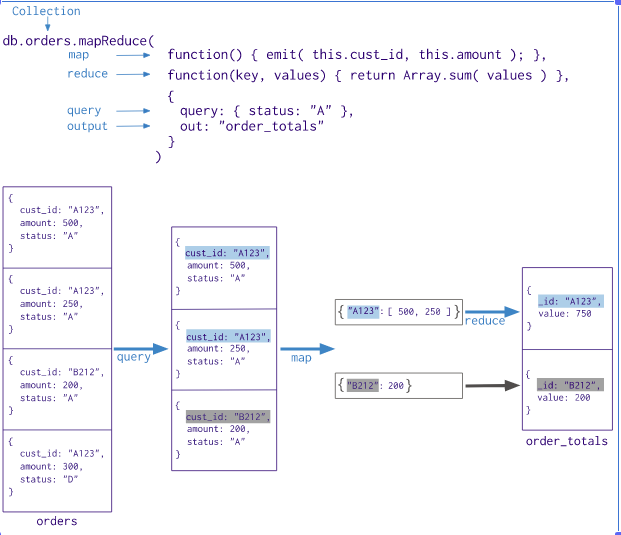 Collection
db.orders.mapReduce(
map function() { emit( this.cust_id, this.amount ); },
reduce function(key, values) { return Array.sum( values ) },
{
query query: { status: "A" },
output out: "order_totals"
}
)
{
cust_id: "A123",
amount: 500,
status: "A"
}
{
cust_id: "A123",
amount: 250,
status: "A"
}
{
cust_id: "B212",
amount: 200,
status: "A"
}
{
cust_id: "A123",
amount: 300,
status: "D"
}
orders
query
{
cust_id: "A123",
amount: 500,
status: "A"
}
{
cust_id: "A123",
amount: 250,
status: "A"
}
{
cust_id: "B212",
amount: 200,
status: "A"
}
map
{ "A123": [ 500, 250 ] }
{ "B212": 200 }
reduce
{
_id: "A123",
value: 750
}
{
_id: "B212",
value: 200
}
order_totals